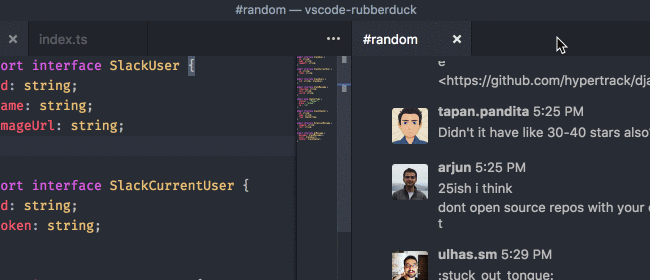 #random — vscode-rubberduck
index.ts
ort interface SlackUser {
d: string;
ame: string;
mageUrl: string;
ort interface SlackCurrentUser {
d: string;
oken: string;
#random
e
<https://github.com/hypertrack/dja
tapan.pandita 5:25 PM
Didn't it have like 30-40 stars also?
arjun 5:25 PM
25ish i think
dont open source repos with your
t
ulhas.sm 5:29 PM
:stuck_out_tongue: